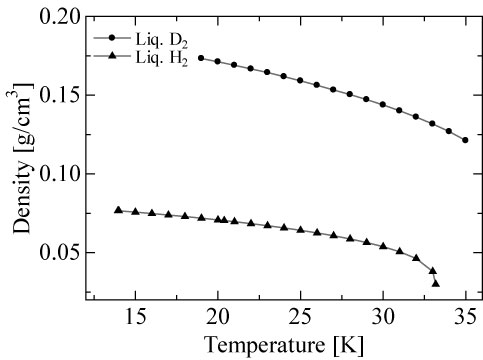 0.20
Liq. D₂
Liq. H₂
0.15
0.10
0.05
Density [g/cm³]
15 20 25 30 35
Temperature [K]